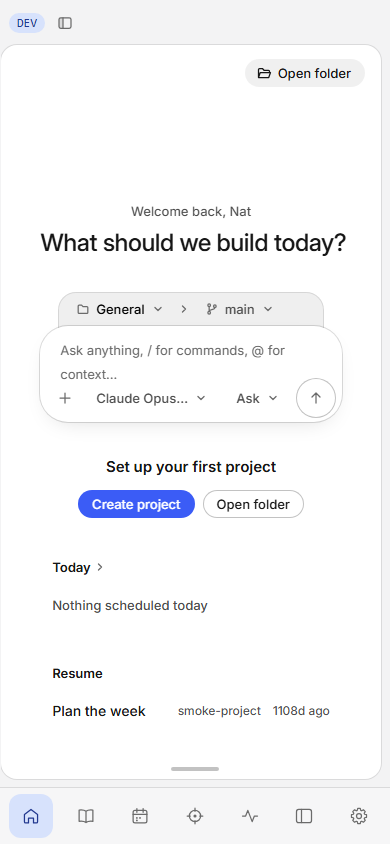 DEV
Open folder
Welcome back, Nat
What should we build today?
General
main
Ask anything, / for commands, @ for
context...
Claude Opus...
Ask
Set up your first project
Create project
Open folder
Today
Nothing scheduled today
Resume
Plan the week smoke-project 1108d ago